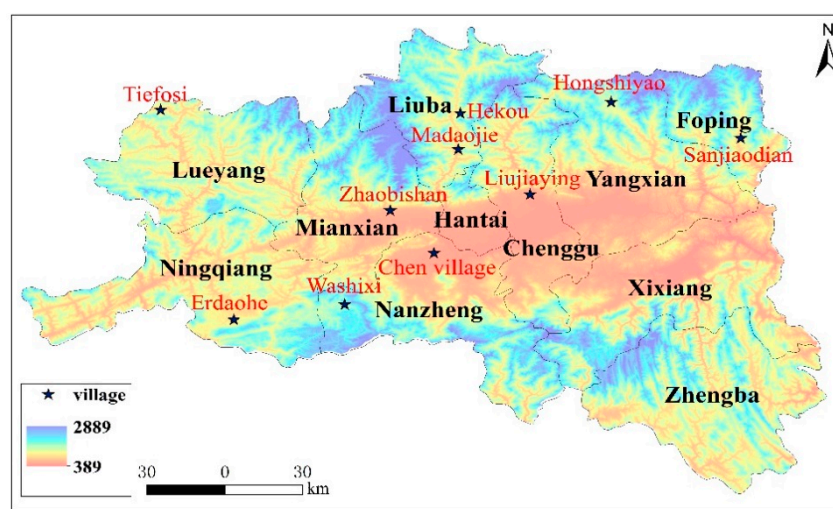 N
Hongshiyao
Tiefosi
Liuba
Hekou
Foping
Madaojie
Sanjiaodian
Lueyang
Liujiaying
Yangxian
Zhaobishan
Mianxian
Hantai
Chenggu
Chen village
Ningqiang
Washixi
Xixiang
Erdaohe
Nanzheng
Zhengba
village
2889
389
30
0
30
km